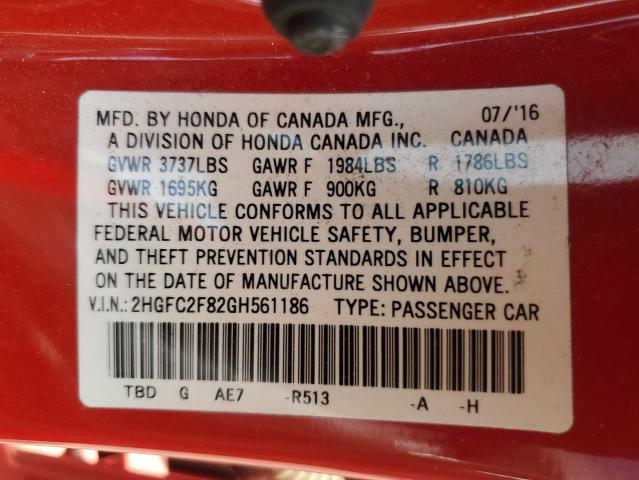 MFD. BY HONDA OF CANADA MFG., 07/'16
A DIVISION OF HONDA CANADA INC. CANADA
GVWR 3737LBS GAWR F 1984LBS R 1786LBS
GVWR 1695KG GAWR F 900KG R 810KG
THIS VEHICLE CONFORMS TO ALL APPLICABLE
FEDERAL MOTOR VEHICLE SAFETY, BUMPER,
AND THEFT PREVENTION STANDARDS IN EFFECT
ON THE DATE OF MANUFACTURE SHOWN ABOVE.
V.I.N.: 2HGFC2F82GH561186 TYPE: PASSENGER CAR
TBD G AE7 -R513 -A -H